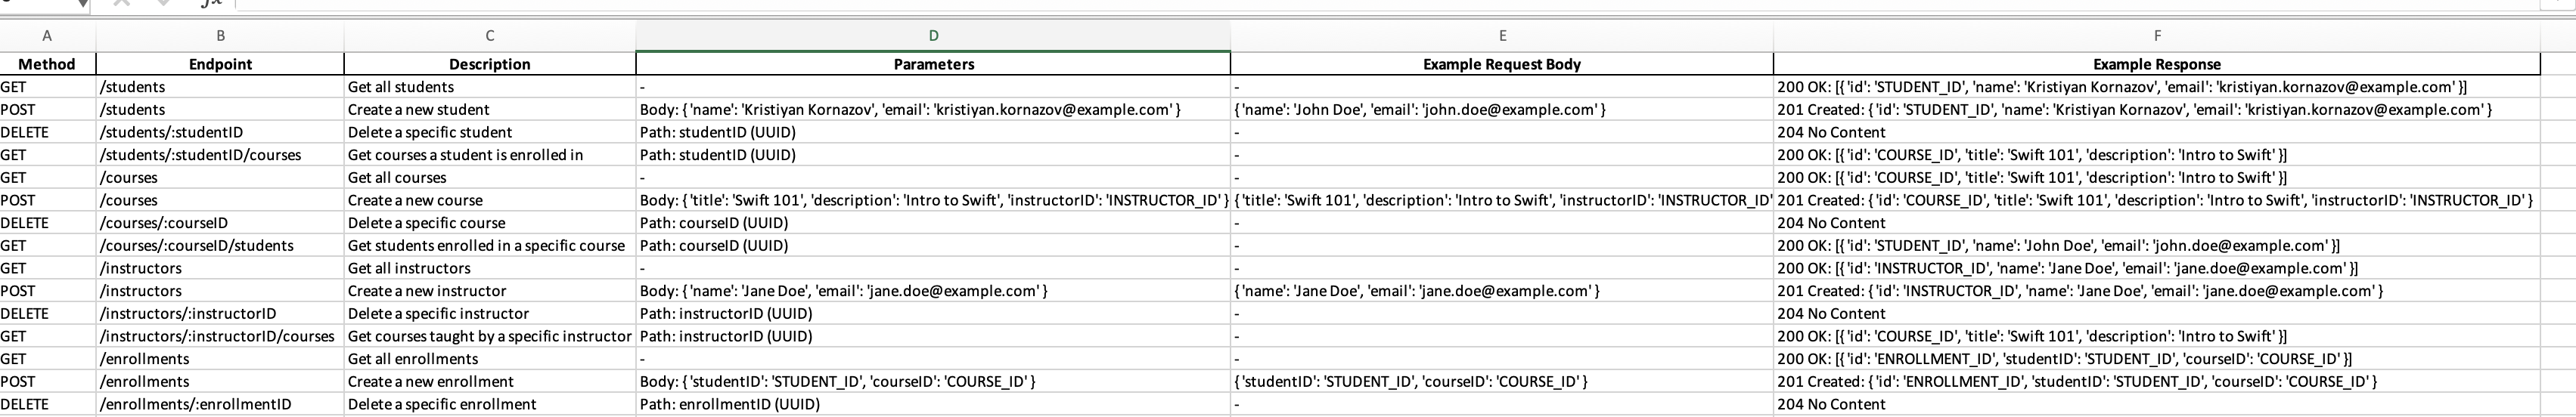 fx
A B C D E F
Method Endpoint Description Parameters Example Request Body Example Response
GET /students Get all students - - 200 OK: [{ 'id': 'STUDENT_ID', 'name': 'Kristiyan Kornazov', 'email': 'kristiyan.kornazov@example.com' }]
POST /students Create a new student Body: { 'name': 'Kristiyan Kornazov', 'email': 'kristiyan.kornazov@example.com' } { 'name': 'John Doe', 'email': 'john.doe@example.com' } 201 Created: { 'id': 'STUDENT_ID', 'name': 'Kristiyan Kornazov', 'email': 'kristiyan.kornazov@example.com' }
DELETE /students/:studentID Delete a specific student Path: studentID (UUID) - 204 No Content
GET /students/:studentID/courses Get courses a student is enrolled in Path: studentID (UUID) - 200 OK: [{ 'id': 'COURSE_ID', 'title': 'Swift 101', 'description': 'Intro to Swift' }]
GET /courses Get all courses - - 200 OK: [{ 'id': 'COURSE_ID', 'title': 'Swift 101', 'description': 'Intro to Swift' }]
POST /courses Create a new course Body: { 'title': 'Swift 101', 'description': 'Intro to Swift', 'instructorID': 'INSTRUCTOR_ID' } { 'title': 'Swift 101', 'description': 'Intro to Swift', 'instructorID': 'INSTRUCTOR_ID' 201 Created: { 'id': 'COURSE_ID', 'title': 'Swift 101', 'description': 'Intro to Swift', 'instructorID': 'INSTRUCTOR_ID' }
DELETE /courses/:courseID Delete a specific course Path: courseID (UUID) - 204 No Content
GET /courses/:courseID/students Get students enrolled in a specific course Path: courseID (UUID) - 200 OK: [{ 'id': 'STUDENT_ID', 'name': 'John Doe', 'email': 'john.doe@example.com' }]
GET /instructors Get all instructors - - 200 OK: [{ 'id': 'INSTRUCTOR_ID', 'name': 'Jane Doe', 'email': 'jane.doe@example.com' }]
POST /instructors Create a new instructor Body: { 'name': 'Jane Doe', 'email': 'jane.doe@example.com' } { 'name': 'Jane Doe', 'email': 'jane.doe@example.com' } 201 Created: { 'id': 'INSTRUCTOR_ID', 'name': 'Jane Doe', 'email': 'jane.doe@example.com' }
DELETE /instructors/:instructorID Delete a specific instructor Path: instructorID (UUID) - 204 No Content
GET /instructors/:instructorID/courses Get courses taught by a specific instructor Path: instructorID (UUID) - 200 OK: [{ 'id': 'COURSE_ID', 'title': 'Swift 101', 'description': 'Intro to Swift' }]
GET /enrollments Get all enrollments - - 200 OK: [{ 'id': 'ENROLLMENT_ID', 'studentID': 'STUDENT_ID', 'courseID': 'COURSE_ID' }]
POST /enrollments Create a new enrollment Body: { 'studentID': 'STUDENT_ID', 'courseID': 'COURSE_ID' } { 'studentID': 'STUDENT_ID', 'courseID': 'COURSE_ID' } 201 Created: { 'id': 'ENROLLMENT_ID', 'studentID': 'STUDENT_ID', 'courseID': 'COURSE_ID' }
DELETE /enrollments/:enrollmentID Delete a specific enrollment Path: enrollmentID (UUID) - 204 No Content